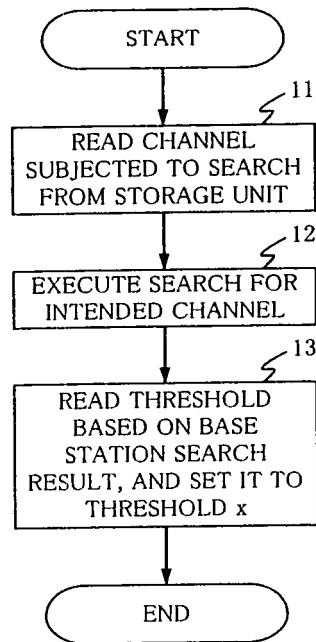 START
11
READ CHANNEL
SUBJECTED TO SEARCH
FROM STORAGE UNIT
12
EXECUTE SEARCH FOR
INTENDED CHANNEL
13
READ THRESHOLD
BASED ON BASE
STATION SEARCH
RESULT, AND SET IT TO
THRESHOLD x
END